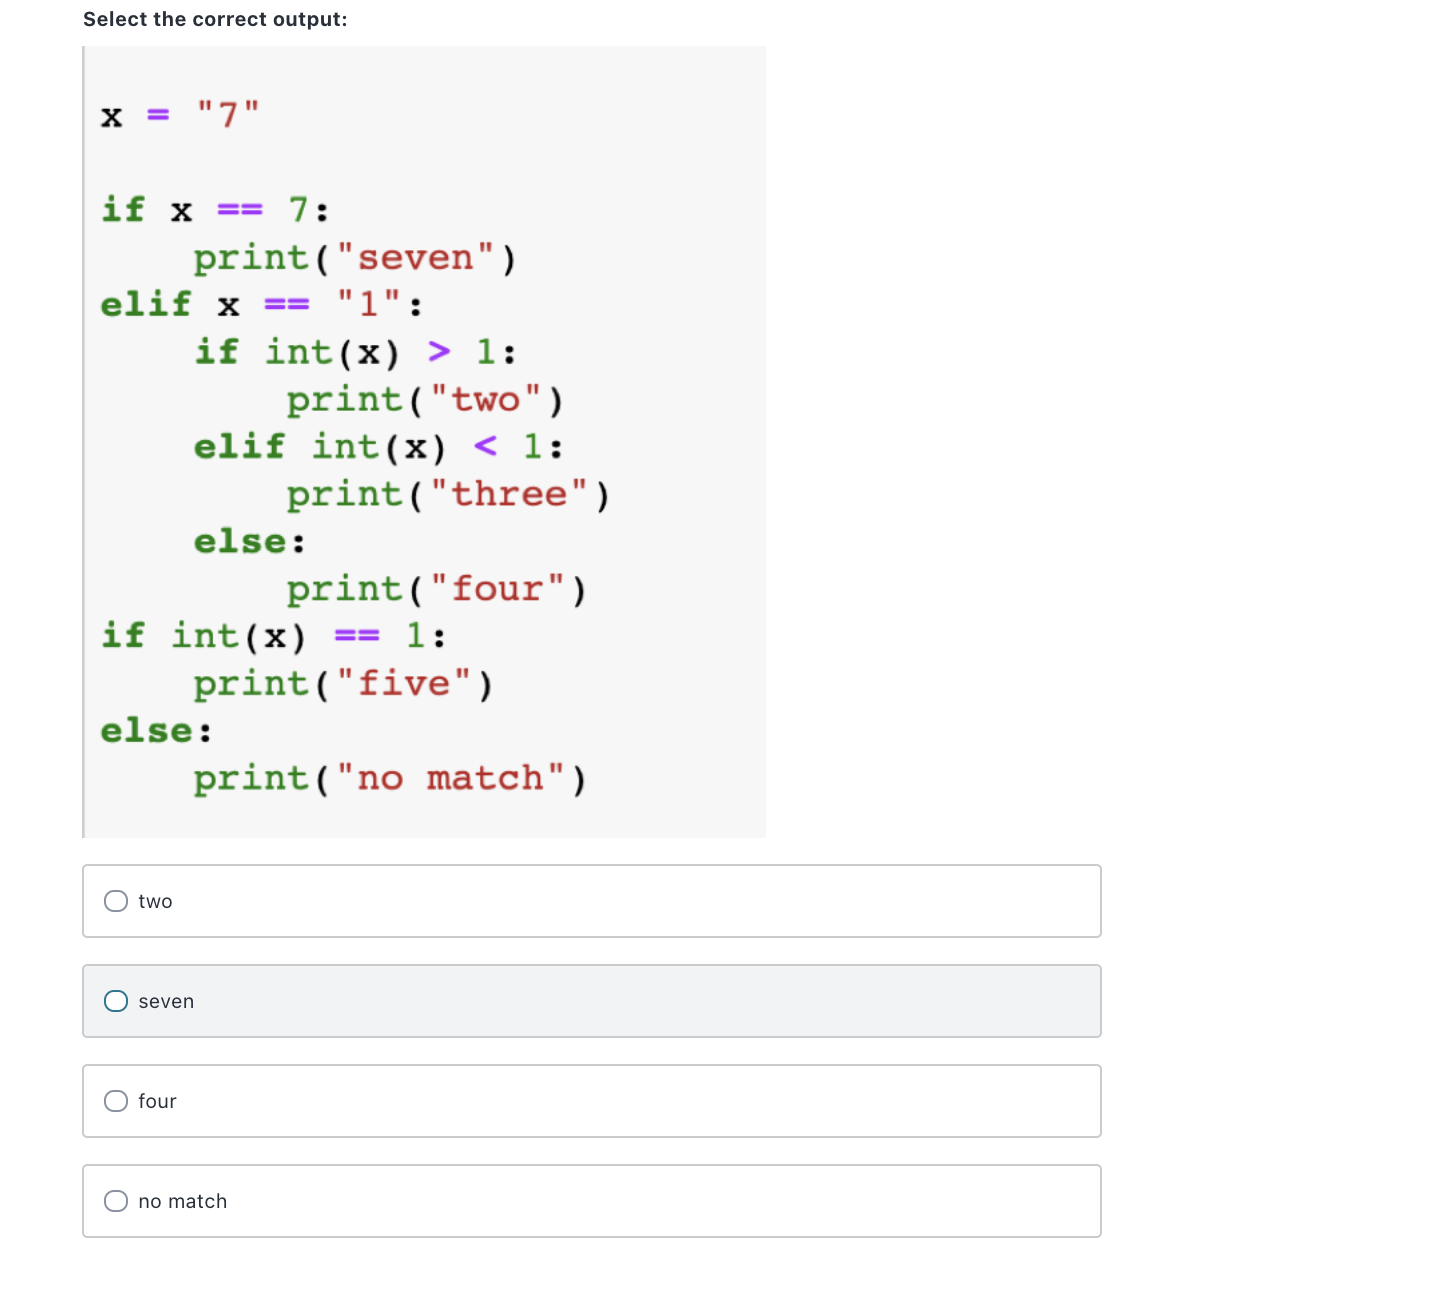 Select the correct output:
x = "7"
if x == 7:
    print("seven")
elif x == "1":
    if int(x) > 1:
        print("two")
    elif int(x) < 1:
        print("three")
    else:
        print("four")
if int(x) == 1:
    print("five")
else:
    print("no match")
two
seven
four
no match